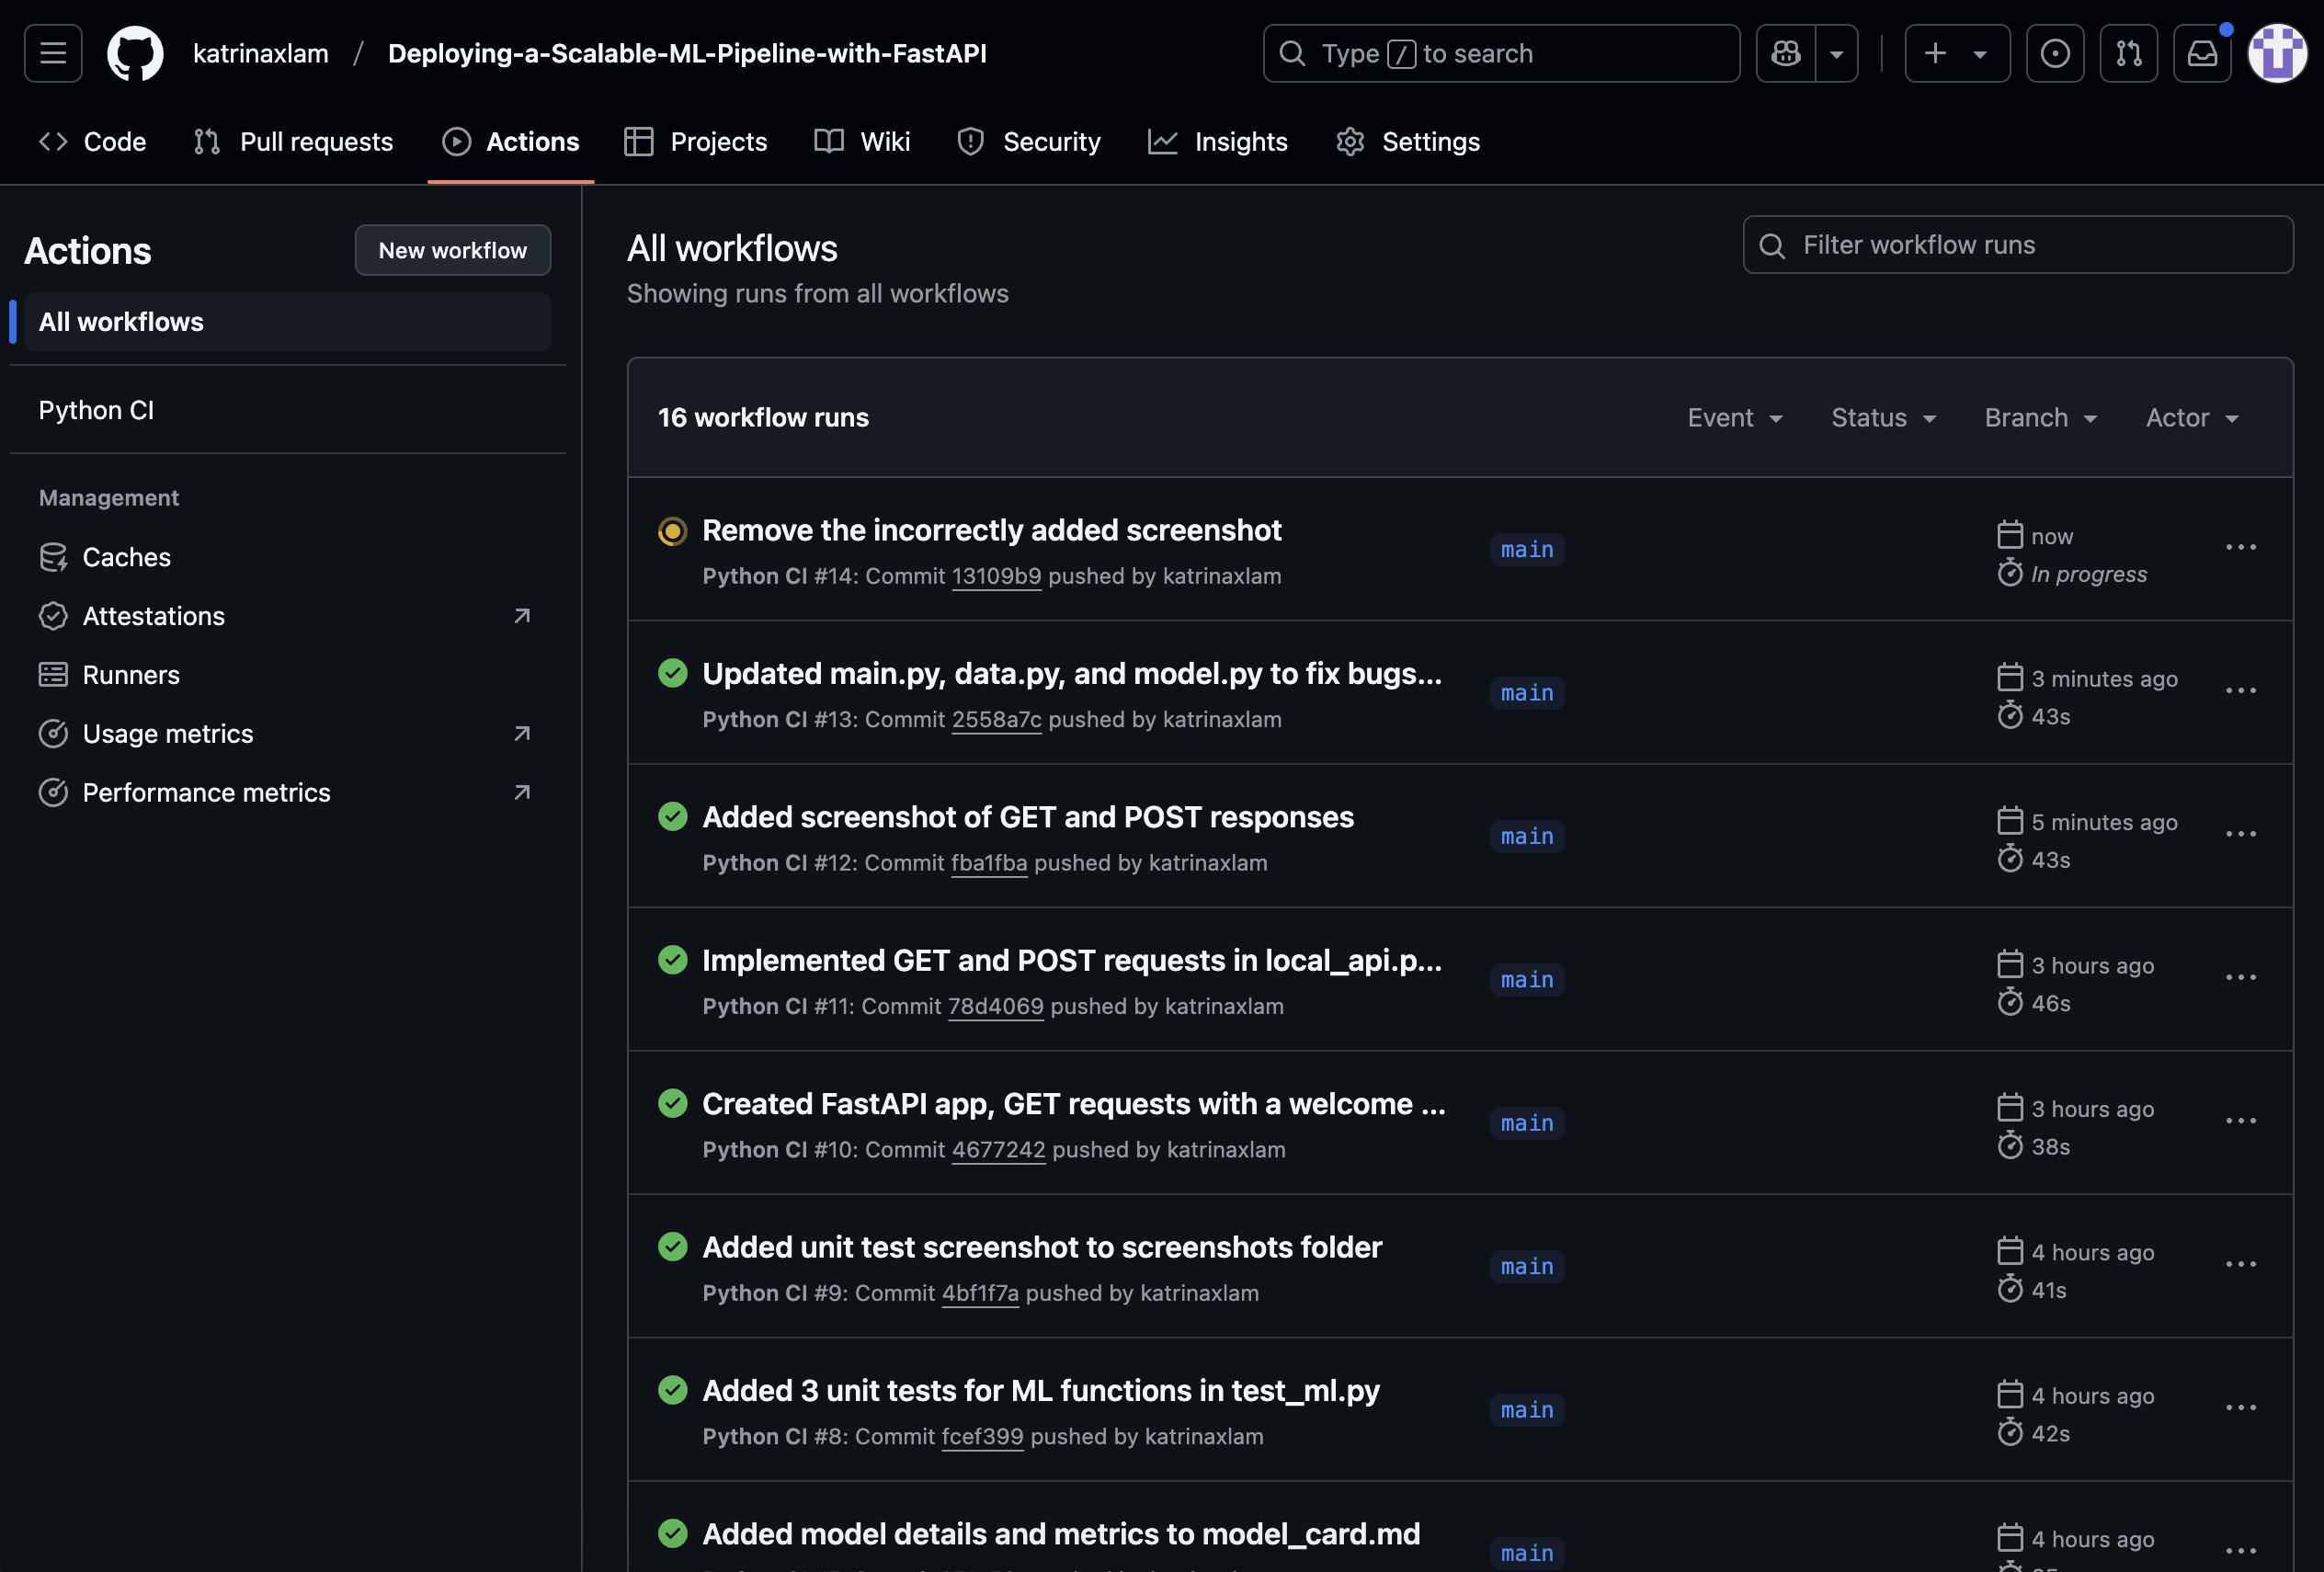 katrinaxlam / Deploying-a-Scalable-ML-Pipeline-with-FastAPI
Type / to search
Code
Pull requests
Actions
Projects
Wiki
Security
Insights
Settings
Actions
New workflow
All workflows
Python CI
Management
Caches
Attestations
Runners
Usage metrics
Performance metrics
All workflows
Showing runs from all workflows
Filter workflow runs
16 workflow runs
Event
Status
Branch
Actor
Remove the incorrectly added screenshot
Python CI #14: Commit 13109b9 pushed by katrinaxlam
main
now
In progress
Updated main.py, data.py, and model.py to fix bugs...
Python CI #13: Commit 2558a7c pushed by katrinaxlam
main
3 minutes ago
43s
Added screenshot of GET and POST responses
Python CI #12: Commit fba1fba pushed by katrinaxlam
main
5 minutes ago
43s
Implemented GET and POST requests in local_api.p...
Python CI #11: Commit 78d4069 pushed by katrinaxlam
main
3 hours ago
46s
Created FastAPI app, GET requests with a welcome ...
Python CI #10: Commit 4677242 pushed by katrinaxlam
main
3 hours ago
38s
Added unit test screenshot to screenshots folder
Python CI #9: Commit 4bf1f7a pushed by katrinaxlam
main
4 hours ago
41s
Added 3 unit tests for ML functions in test_ml.py
Python CI #8: Commit fcef399 pushed by katrinaxlam
main
4 hours ago
42s
Added model details and metrics to model_card.md
main
4 hours ago